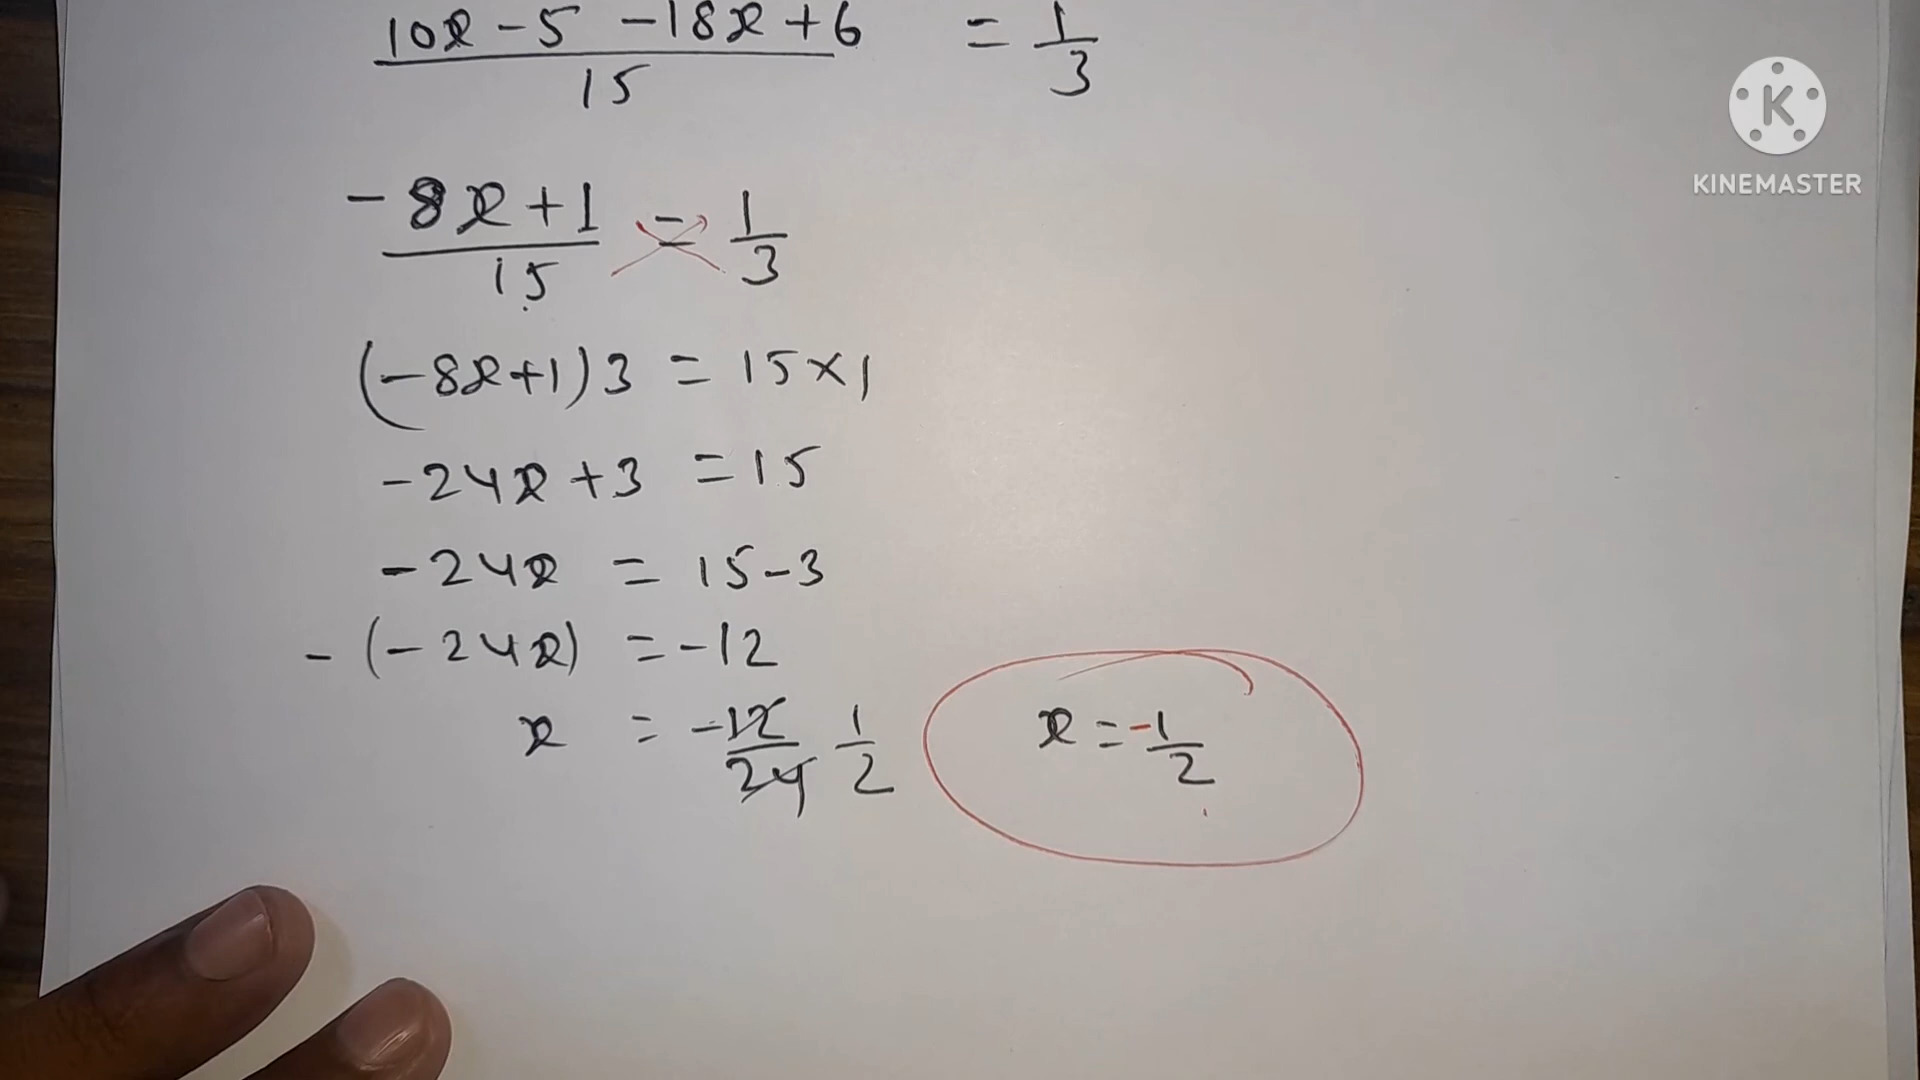 10x - 5 - 18x + 6 = 1
15 3
- 8x + 1 = 1
15 3
(-8x+1)3 = 15×1
-24x + 3 = 15
-24x = 15-3
-(-24x) = -12
x = -12 1
24 2
x = -1
2
K
KINEMASTER